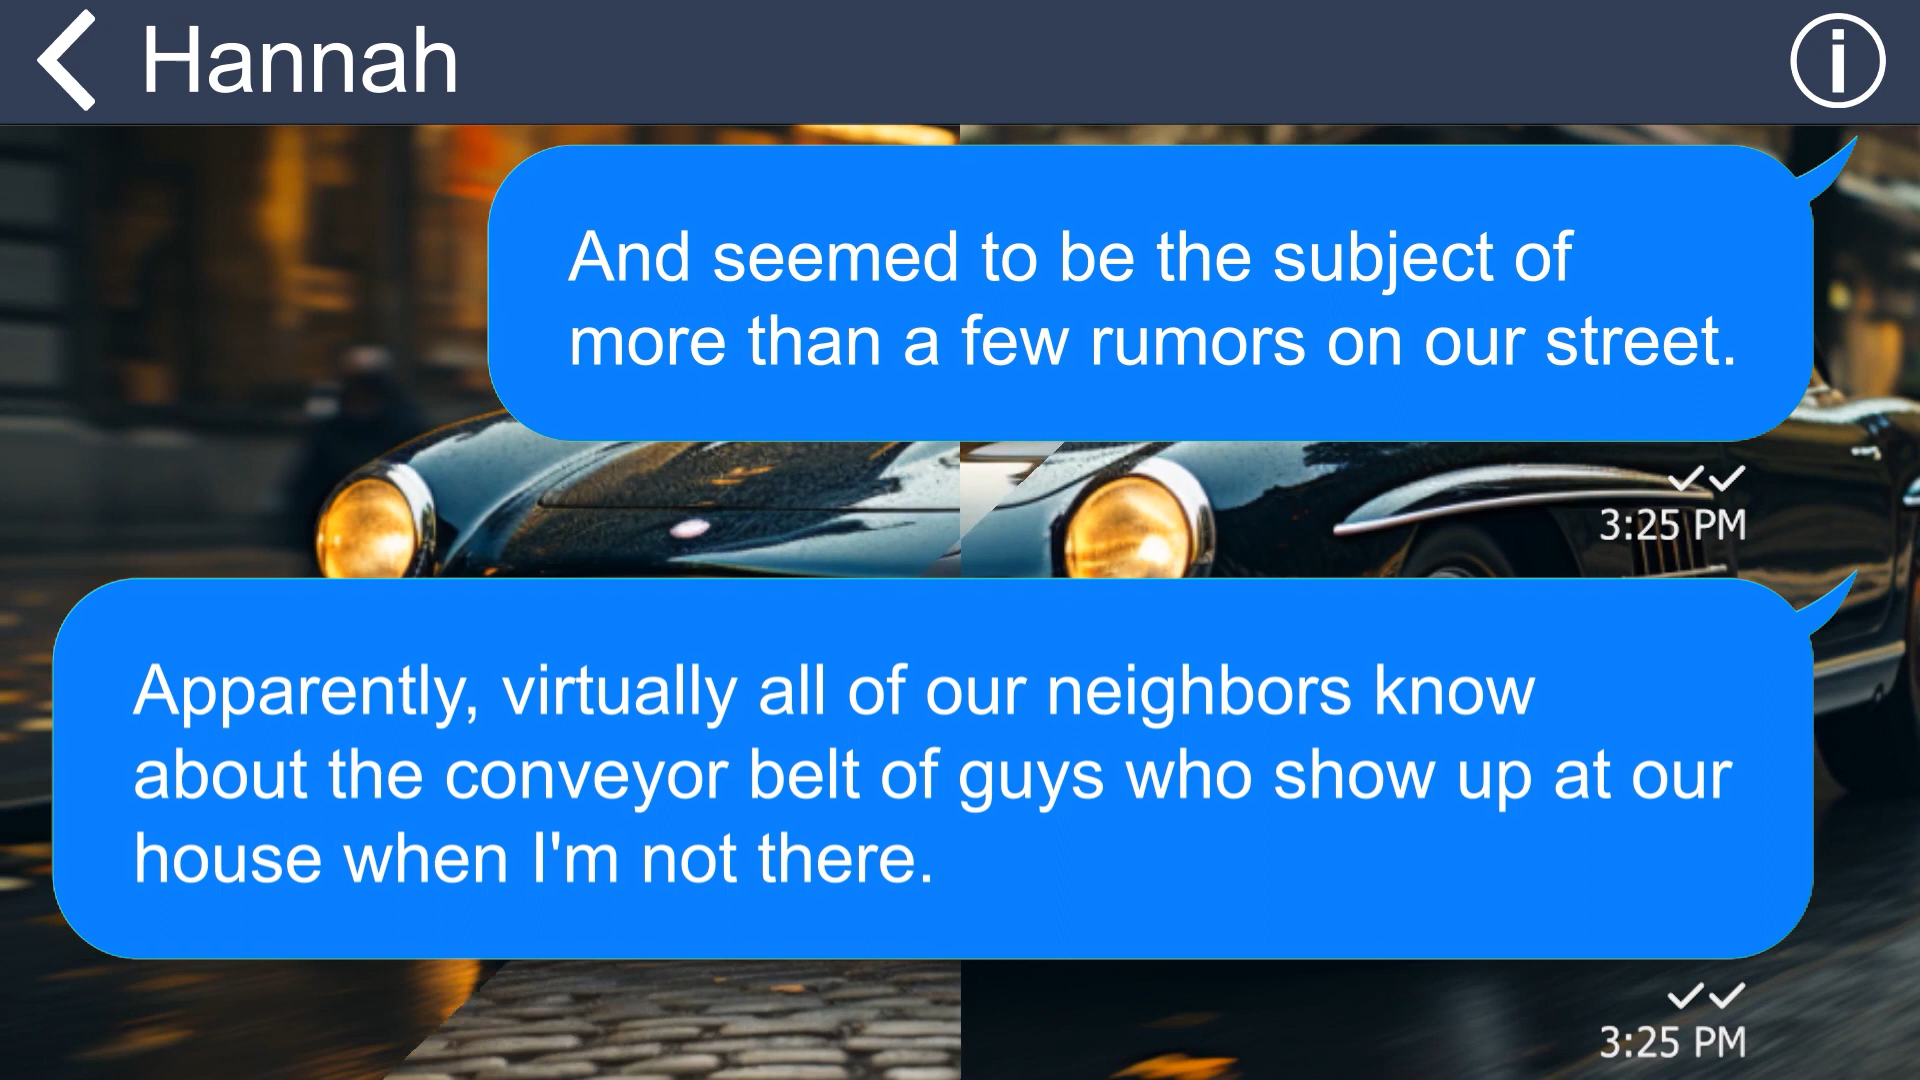 Hannah
And seemed to be the subject of
more than a few rumors on our street.
3:25 PM
Apparently, virtually all of our neighbors know
about the conveyor belt of guys who show up at our
house when I'm not there.
3:25 PM